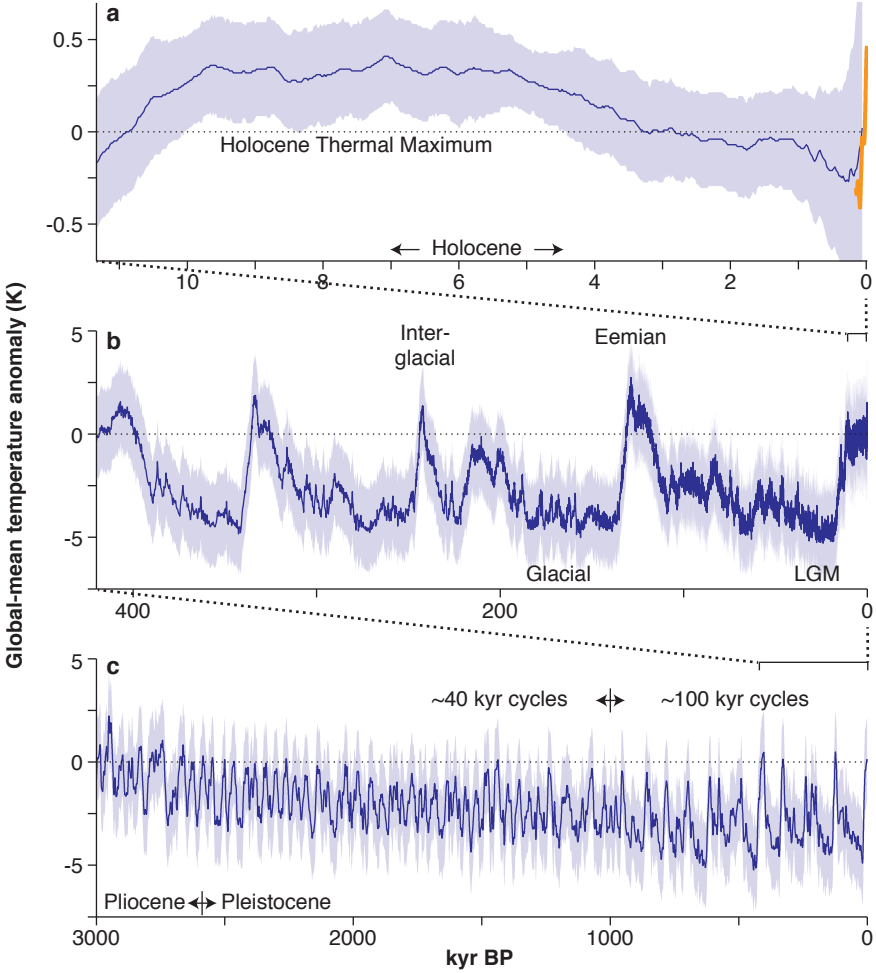 a
0.5
0
-0.5
Holocene Thermal Maximum
Holocene
10
8
6
4
2
0
Global-mean temperature anomaly (K)
b
5
0
-5
Inter-
glacial
Eemian
Glacial
LGM
400
200
0
c
5
0
-5
~40 kyr cycles
~100 kyr cycles
Pliocene
Pleistocene
3000
2000
1000
0
kyr BP